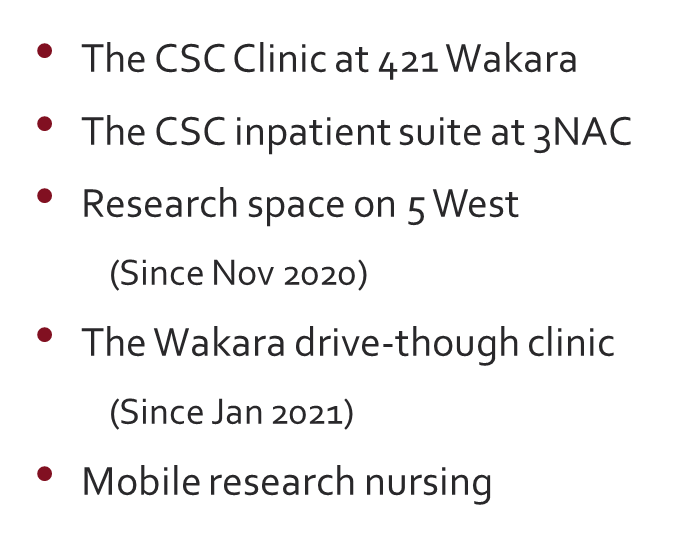 • The CSC Clinic at 421 Wakara
• The CSC inpatient suite at 3NAC
• Research space on 5 West
(Since Nov 2020)
• The Wakara drive-though clinic
(Since Jan 2021)
• Mobile research nursing